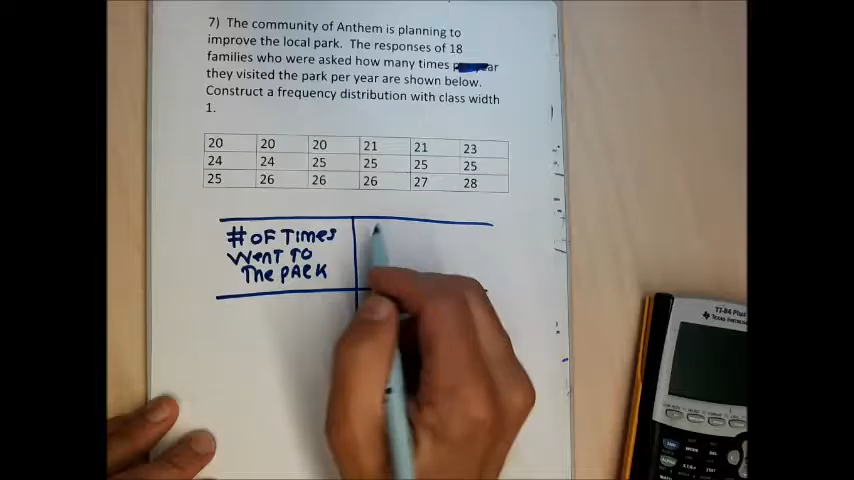 7) The community of Anthem is planning to
improve the local park. The responses of 18
families who were asked how many times
they visited the park per year are shown below.
Construct a frequency distribution with class width
1.
20 20 20 21 21 23
24 24 25 25 25 25
25 26 26 26 27 28
# OF Times
Went To
The PARK
TI-84 Plus
TEXAS INSTRUMENTS